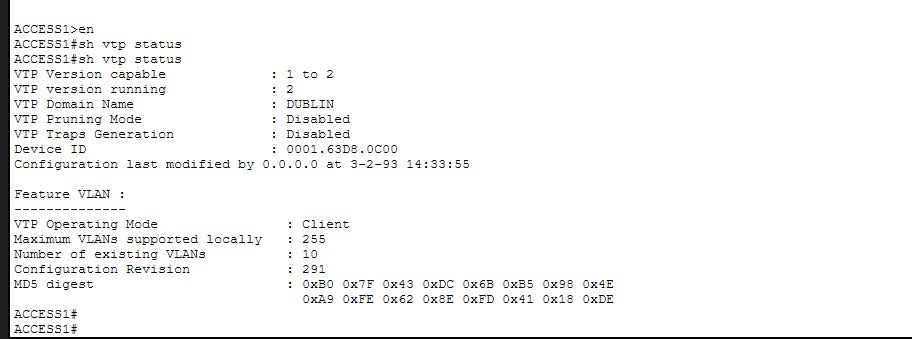 ACCESS1>en
ACCESS1#sh vtp status
ACCESS1#sh vtp status
VTP Version capable : 1 to 2
VTP version running : 2
VTP Domain Name : DUBLIN
VTP Pruning Mode : Disabled
VTP Traps Generation : Disabled
Device ID : 0001.63D8.0C00
Configuration last modified by 0.0.0.0 at 3-2-93 14:33:55
Feature VLAN :
--------------
VTP Operating Mode : Client
Maximum VLANs supported locally : 255
Number of existing VLANs : 10
Configuration Revision : 291
MD5 digest : 0xB0 0x7F 0x43 0xDC 0x6B 0xB5 0x98 0x4E
0xA9 0xFE 0x62 0x8E 0xFD 0x41 0x18 0xDE
ACCESS1#
ACCESS1#